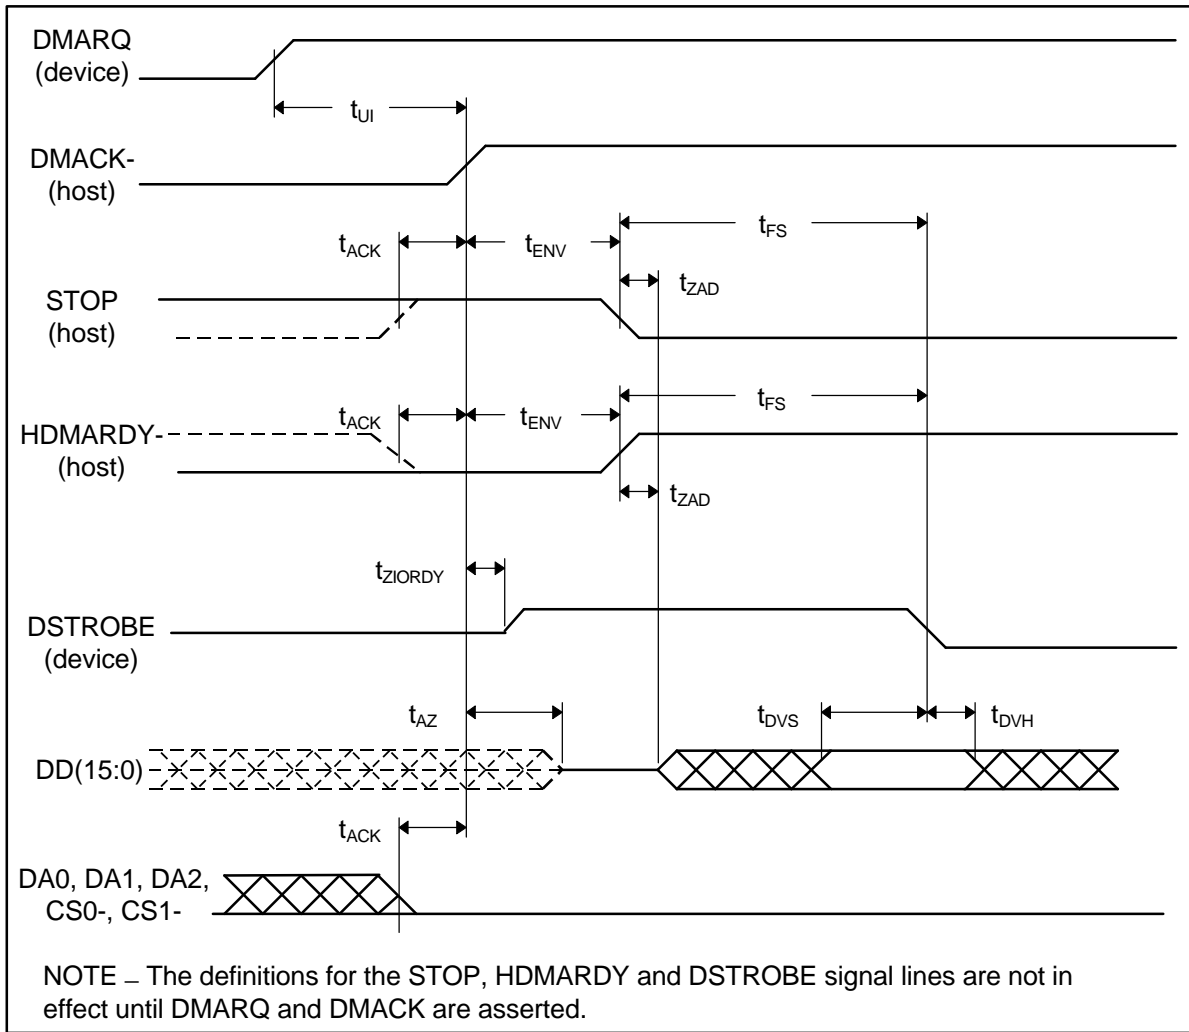 DMARQ
(device)
tUI
DMACK-
(host)
tFS
tACK
tENV
tZAD
STOP
(host)
tFS
tACK
tENV
HDMARDY-
(host)
tZAD
tZIORDY
DSTROBE
(device)
tAZ
tDVS
tDVH
DD(15:0)
tACK
DA0, DA1, DA2,
CS0-, CS1-
NOTE – The definitions for the STOP, HDMARDY and DSTROBE signal lines are not in
effect until DMARQ and DMACK are asserted.